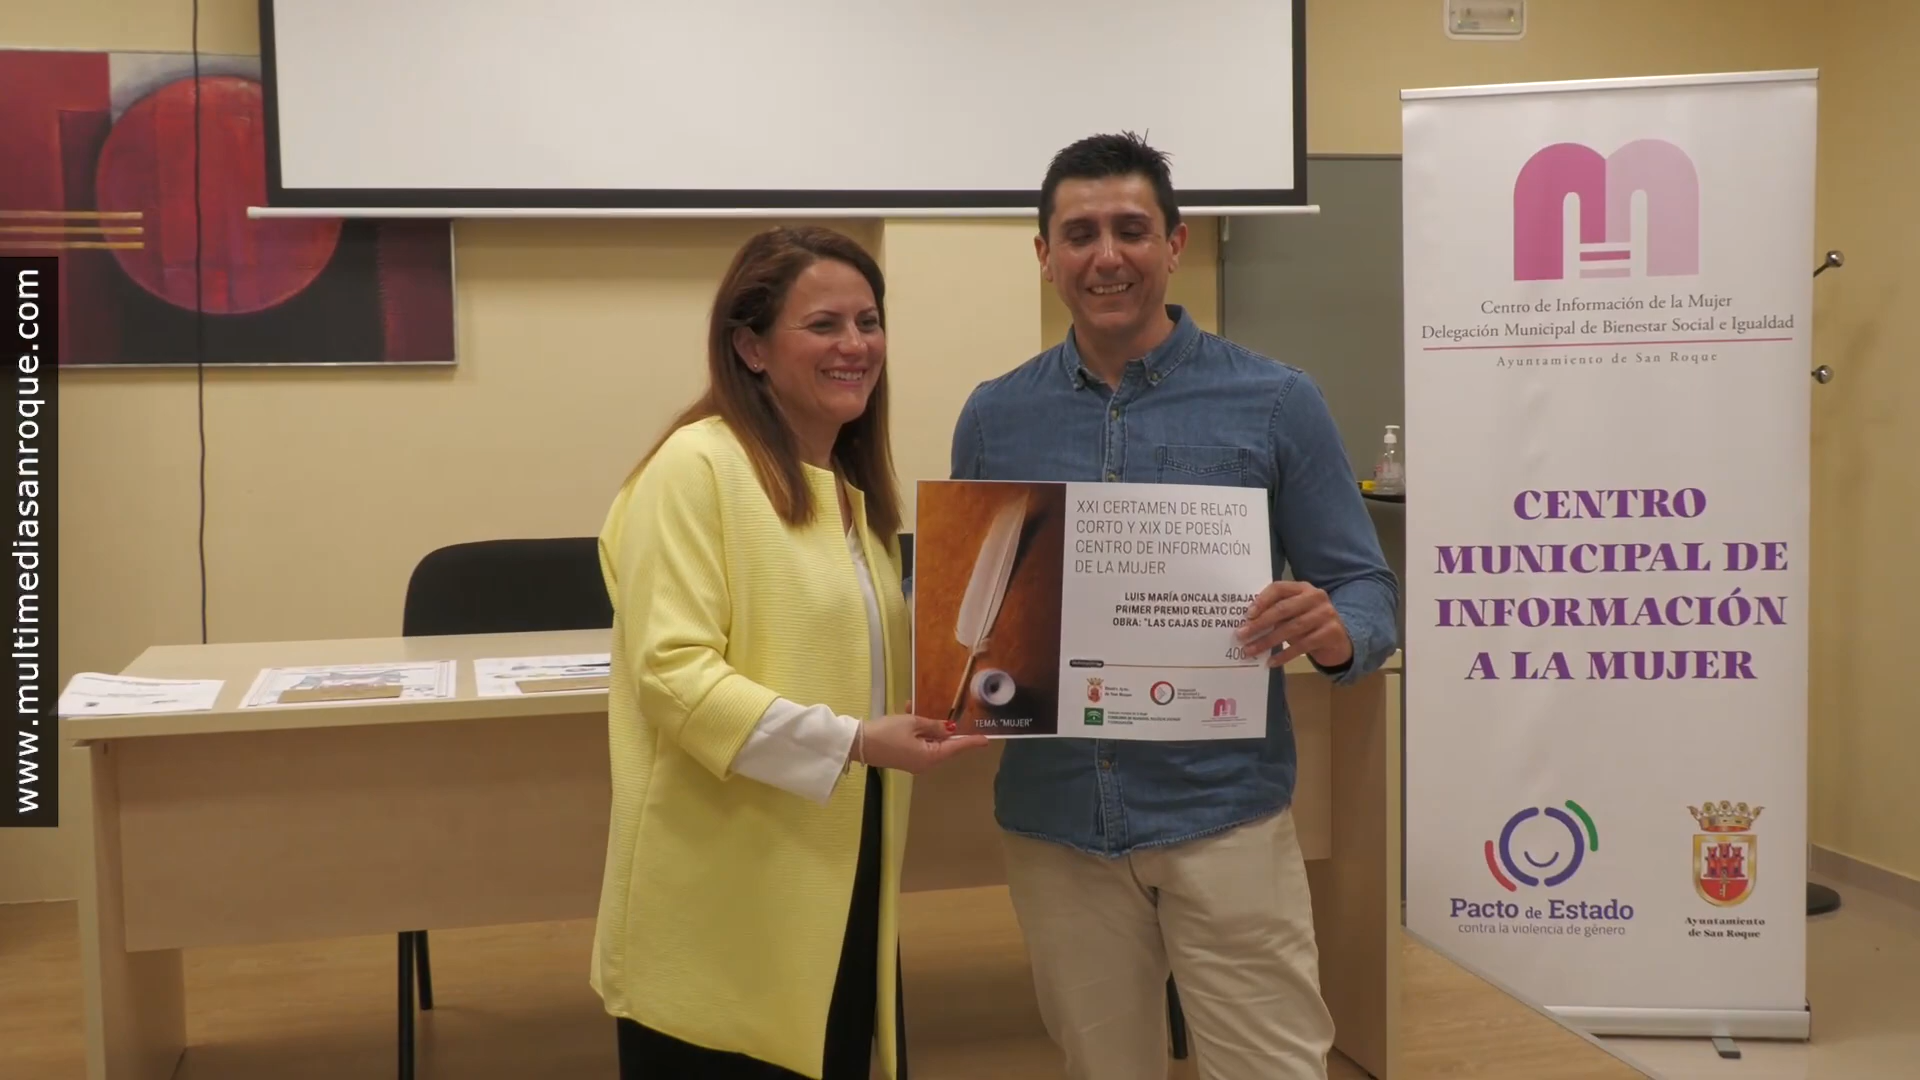 www.multimediasanroque.com
XXI CERTAMEN DE RELATO
CORTO Y XIX DE POESÍA
CENTRO DE INFORMACIÓN
DE LA MUJER
LUIS MARÍA ONCALA SIBAJAS
PRIMER PREMIO RELATO
OBRA: "LAS CAJAS DE
TEMA: "MUJER"
Centro de Información de la Mujer
Delegación Municipal de Bienestar Social e Igualdad
Ayuntamiento de San Roque
CENTRO
MUNICIPAL DE
INFORMACIÓN
A LA MUJER
Pacto de Estado
contra la violencia de género
Ayuntamiento
de San Roque